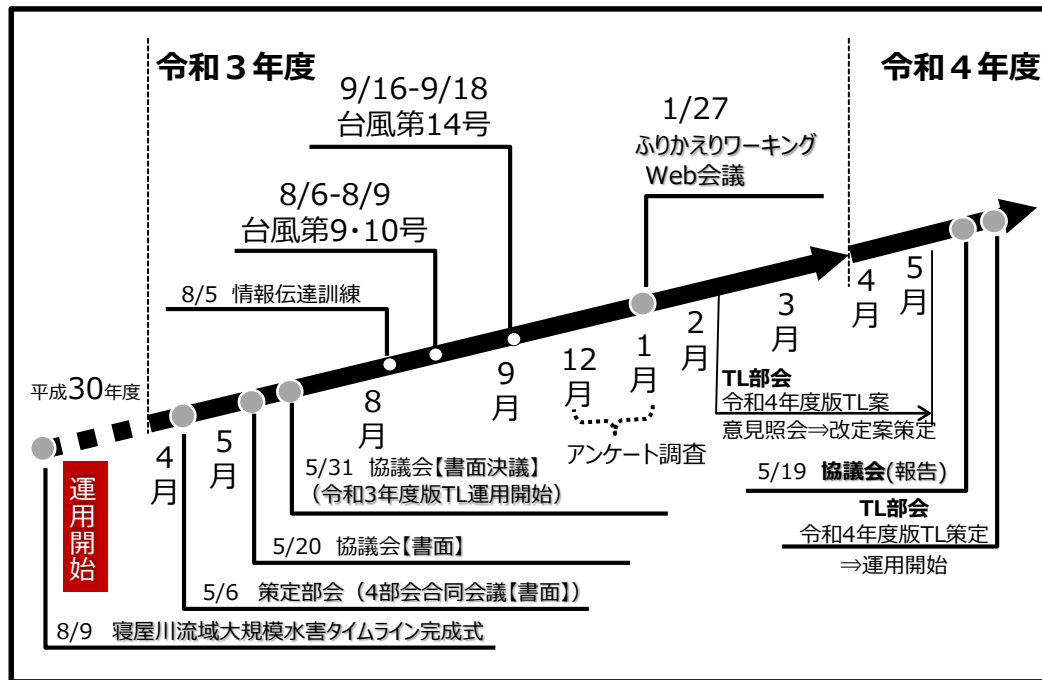 令和３年度
令和４年度
9/16-9/18
台風第14号
8/6-8/9
台風第9・10号
8/5 情報伝達訓練
1/27
ふりかえりワーキング
Web会議
平成30年度
運用開始
4月
5月
8月
9月
12月
1月
2月
3月
4月
5月
アンケート調査
TL部会
令和4年度版TL案
意見照会⇒改定案策定
5/19 協議会(報告)
TL部会
令和4年度版TL策定
⇒運用開始
5/31 協議会【書面決議】
（令和3年度版TL運用開始）
5/20 協議会【書面】
5/6 策定部会（4部会合同会議【書面】）
8/9 寝屋川流域大規模水害タイムライン完成式